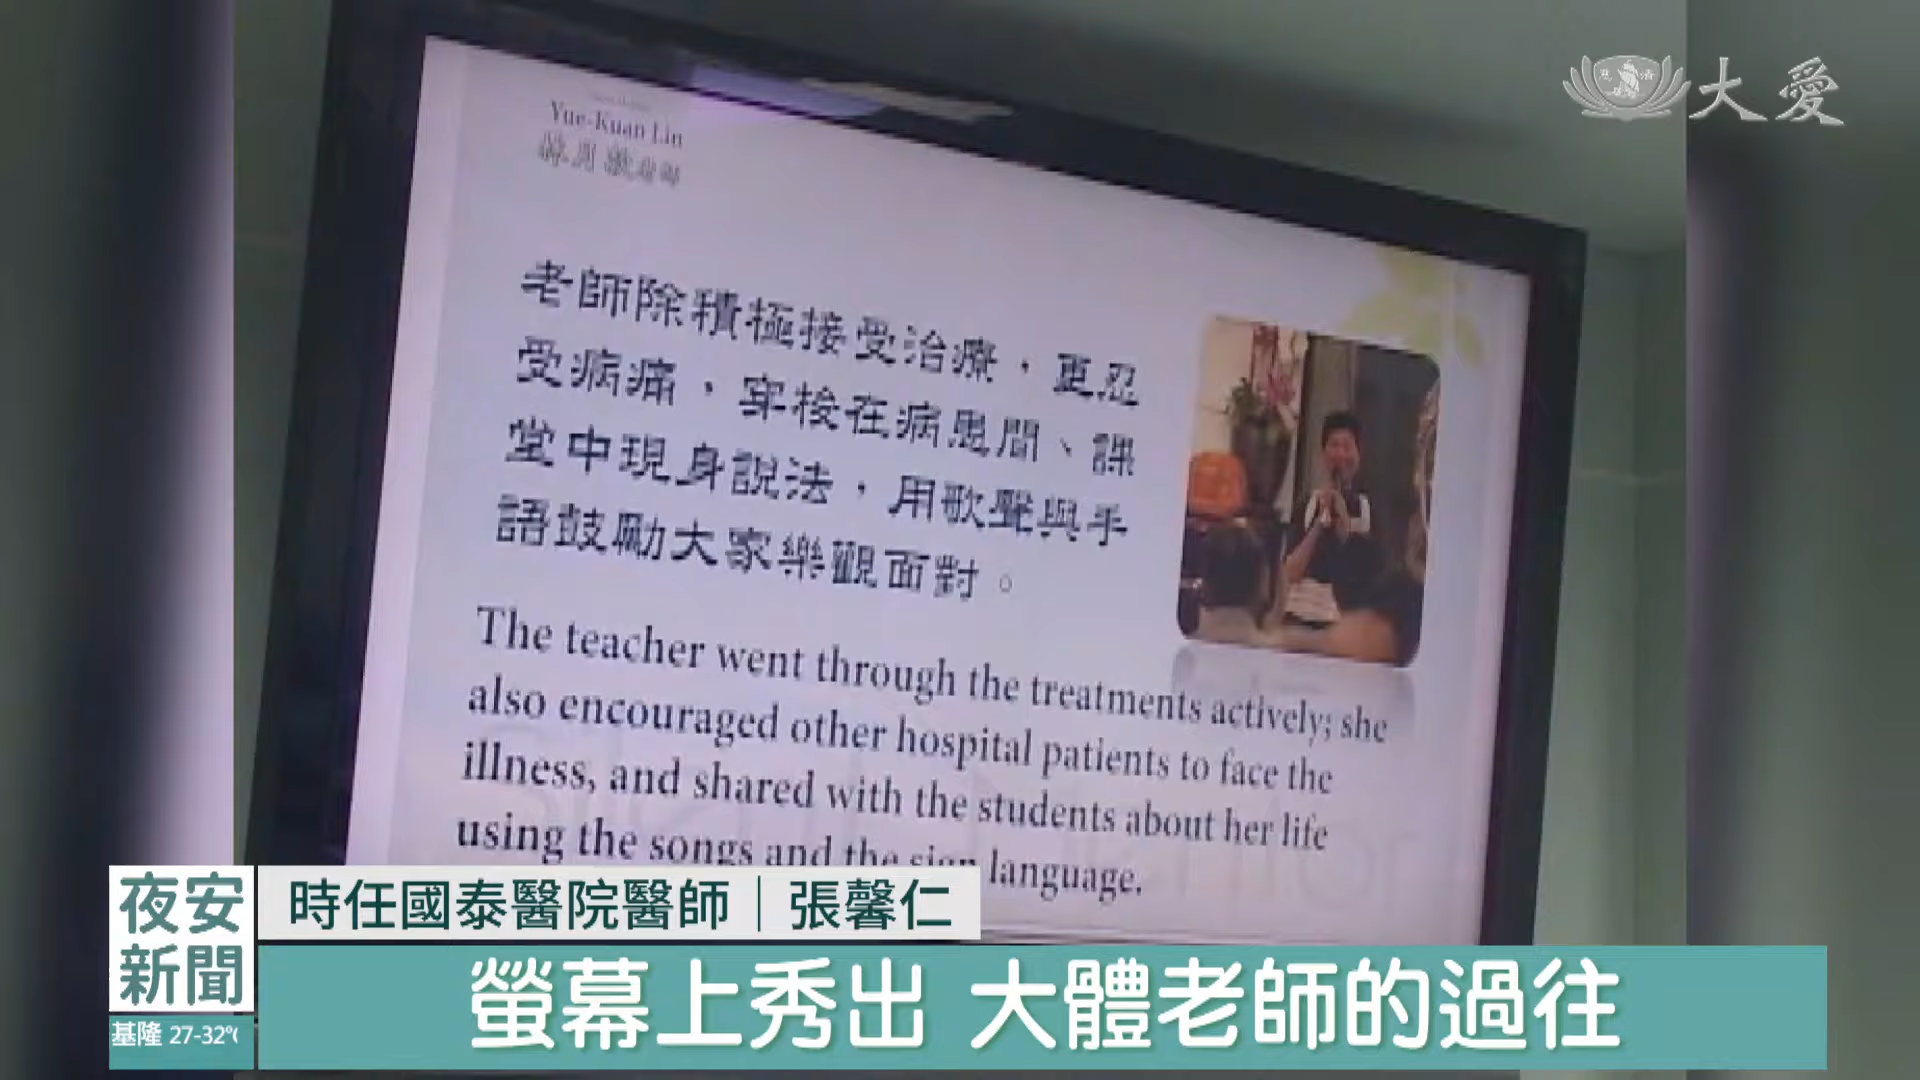 慈濟
大愛
Yue-Kuan Lin
老師除積極接受治療，更忍
受病痛，穿梭在病患間、課
堂中現身說法，用歌聲與手
語鼓勵大家樂觀面對。
The teacher went through the treatments actively; she
also encouraged other hospital patients to face the
illness, and shared with the students about her life
using the songs and the sign language.
夜安
新聞
時任國泰醫院醫師｜張馨仁
螢幕上秀出 大體老師的過往
基隆 27-32℃